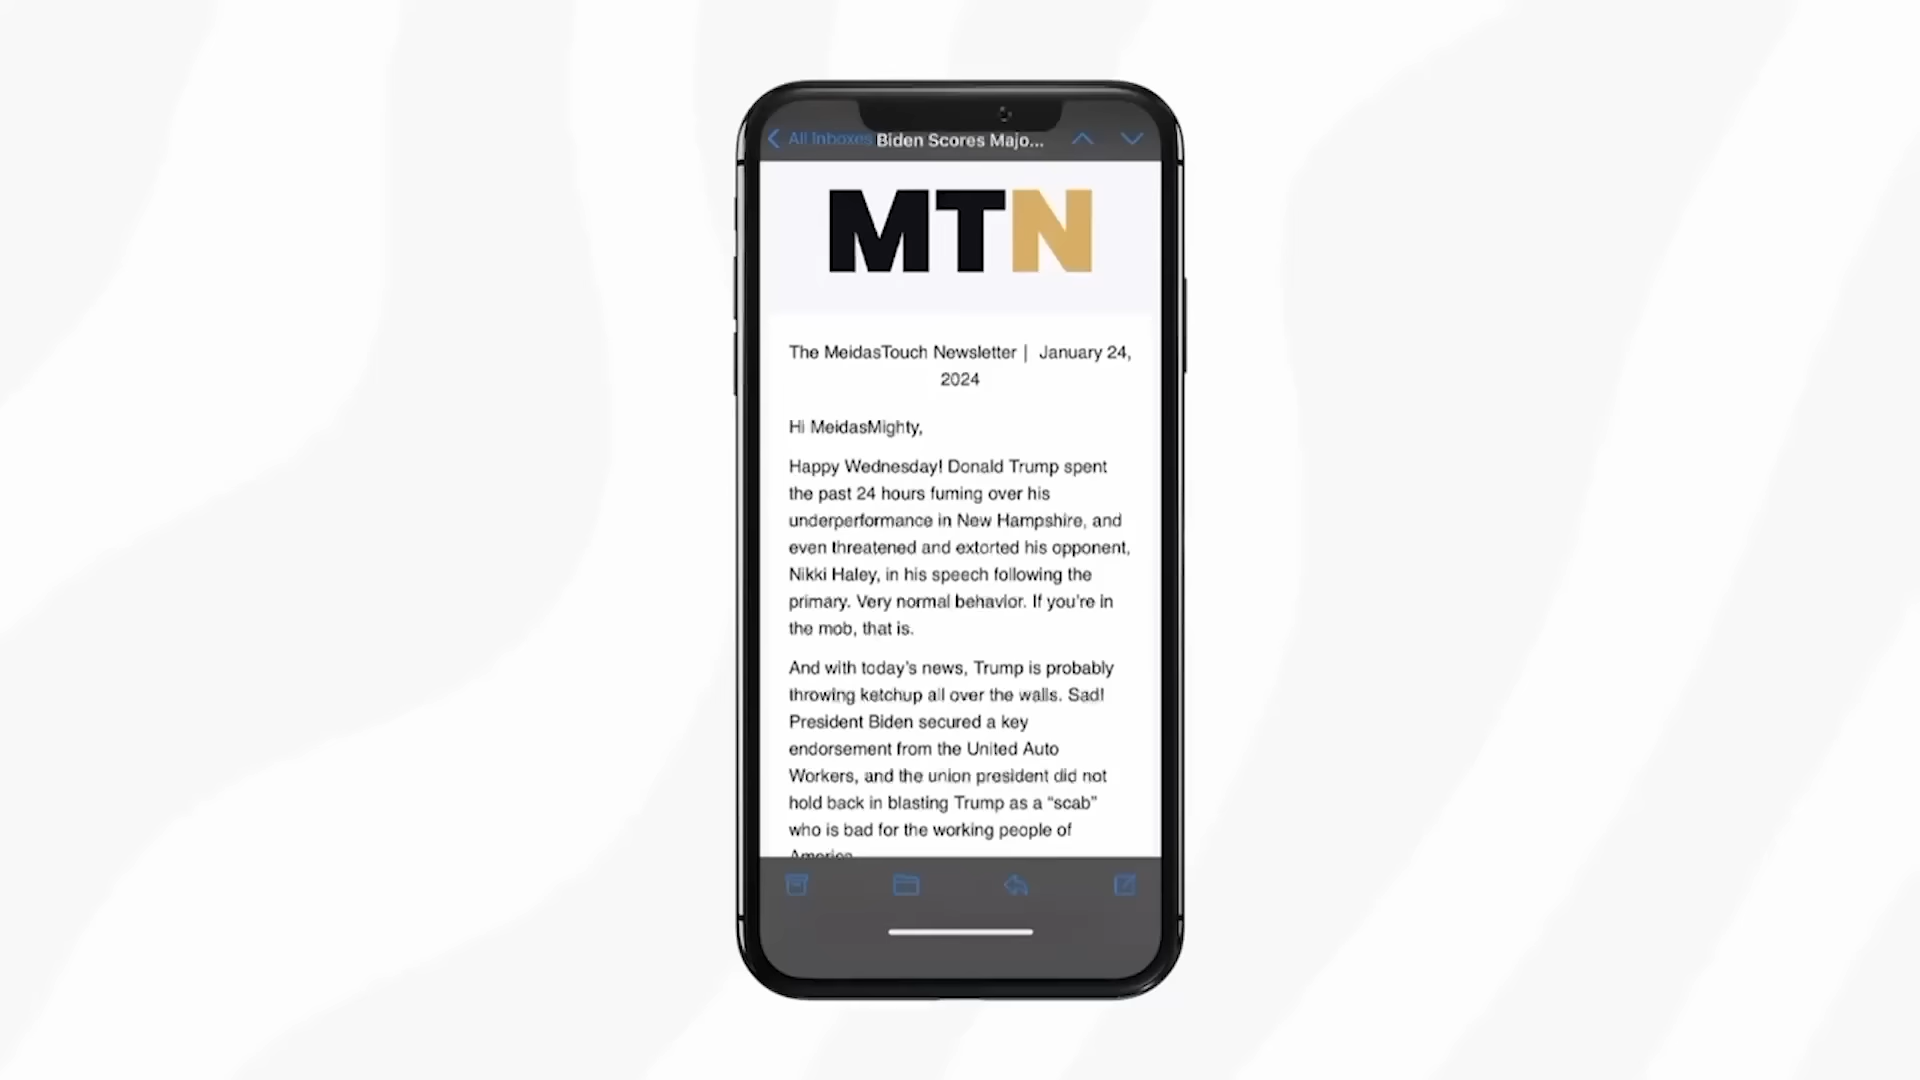 All Inboxes Biden Scores Majo...
MTN
The MeidasTouch Newsletter | January 24,
2024
Hi MeidasMighty,
Happy Wednesday! Donald Trump spent
the past 24 hours fuming over his
underperformance in New Hampshire, and
even threatened and extorted his opponent,
Nikki Haley, in his speech following the
primary. Very normal behavior. If you're in
the mob, that is.
And with today's news, Trump is probably
throwing ketchup all over the walls. Sad!
President Biden secured a key
endorsement from the United Auto
Workers, and the union president did not
hold back in blasting Trump as a “scab”
who is bad for the working people of
America